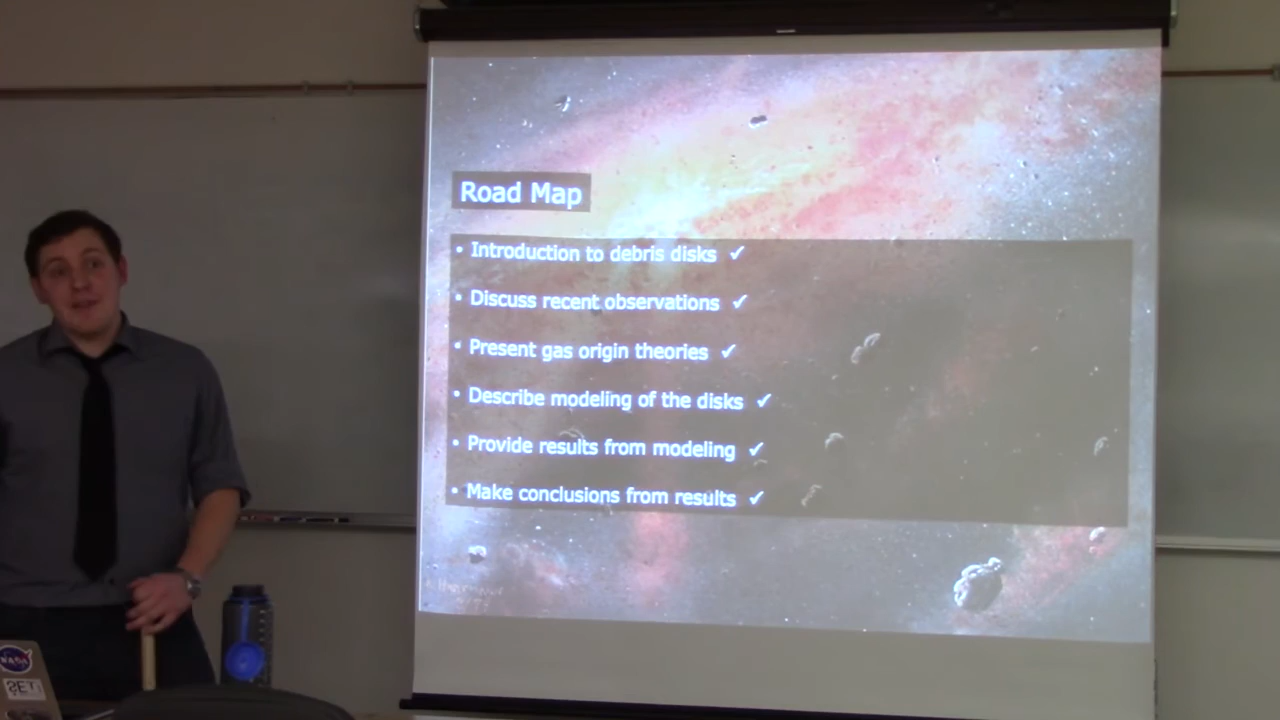 Road Map
• Introduction to debris disks ✓
• Discuss recent observations ✓
• Present gas origin theories ✓
• Describe modeling of the disks ✓
• Provide results from modeling ✓
• Make conclusions from results ✓
NASA
SETI